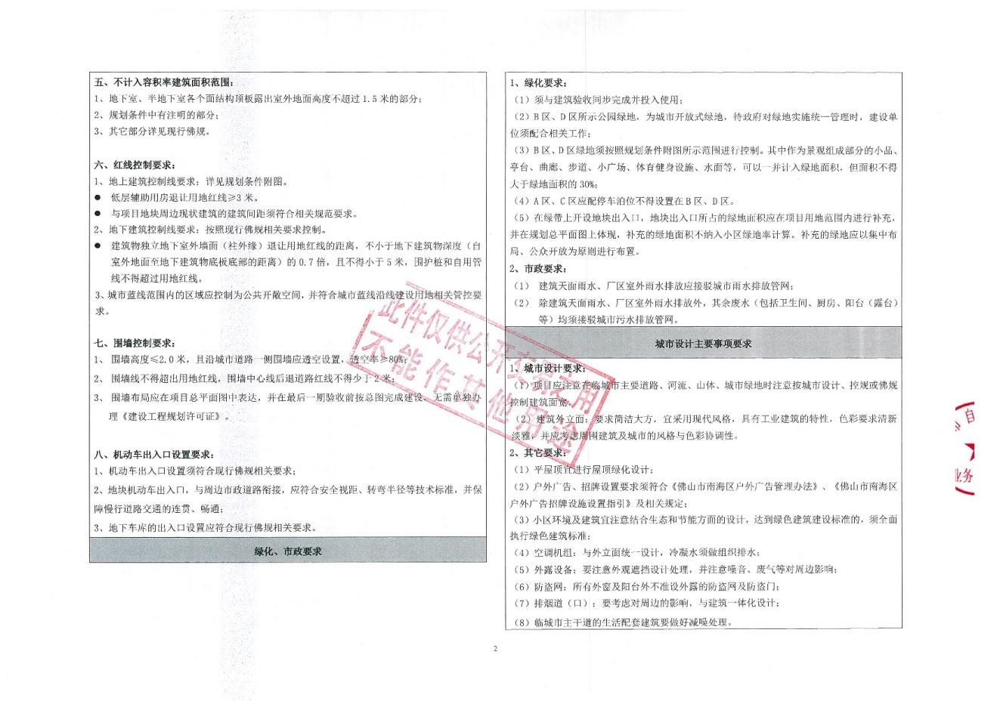 五、不计入容积率建筑面积范围：
1、地下室、半地下室各个面结构顶板露出室外地面高度不超过 1.5 米的部分；
2、规划条件中有注明的部分；
3、其它部分详见现行佛规。
六、红线控制要求：
1、地上建筑控制线要求：详见规划条件附图。
● 低层辅助用房退让用地红线≥3 米。
● 与项目地块周边现状建筑的建筑间距须符合相关规范要求。
2、地下建筑控制线要求：按照现行佛规相关要求控制。
● 建筑物独立地下室外墙面（柱外缘）退让用地红线的距离，不小于地下建筑物深度（自
室外地面至地下建筑物底板底部的距离）的 0.7 倍，且不得小于 5 米，围护桩和自用管
线不得超过用地红线。
3、城市蓝线范围内的区域应控制为公共开敞空间，并符合城市蓝线沿线建设用地相关管控要
求。
七、围墙控制要求：
1、 围墙高度≤2.0 米，且沿城市道路一侧围墙应透空设置，透空率≥80%；
2、 围墙线不得超出用地红线，围墙中心线后退道路红线不得少于 2 米；
3、 围墙布局应在项目总平面图中表达，并在最后一期验收前按总图完成建设，无需单独办
理《建设工程规划许可证》。
八、机动车出入口设置要求：
1、机动车出入口设置须符合现行佛规相关要求；
2、地块机动车出入口，与周边市政道路衔接，应符合安全视距、转弯半径等技术标准，并保
障慢行道路交通的连贯、畅通；
3、地下车库的出入口设置应符合现行佛规相关要求。
绿化、市政要求
1、绿化要求：
（1）须与建筑验收同步完成并投入使用；
（2）B 区、D 区所示公园绿地，为城市开放式绿地，待政府对绿地实施统一管理时，建设单
位须配合相关工作；
（3）B 区、D 区绿地须按照规划条件附图所示范围进行控制。其中作为景观组成部分的小品、
亭台、曲廊、步道、小广场、体育健身设施、水面等，可以一并计入绿地面积，但面积不得
大于绿地面积的 30%；
（4）A 区、C 区应配停车泊位不得设置在 B 区、D 区。
（5）在绿带上开设地块出入口，地块出入口所占的绿地面积应在项目用地范围内进行补充，
并在规划总平面图上体现，补充的绿地面积不纳入小区绿地率计算。补充的绿地应以集中布
局、公众开放为原则进行布置。
2、市政要求：
（1） 建筑天面雨水、厂区室外雨水排放应接驳城市雨水排放管网；
（2） 除建筑天面雨水、厂区室外雨水排放外，其余废水（包括卫生间、厨房、阳台（露台）
等）均须接驳城市污水排放管网。
城市设计主要事项要求
1、城市设计要求：
（1）项目应注意在临城市主要道路、河流、山体、城市绿地时注意按城市设计、控规或佛规
控制建筑面宽。
（2）建筑外立面：要求简洁大方，宜采用现代风格，具有工业建筑的特性，色彩要求清新
淡雅，并应考虑周围建筑及城市的风格与色彩协调性。
2、其它要求：
（1）平屋顶宜进行屋顶绿化设计；
（2）户外广告、招牌设置要求须符合《佛山市南海区户外广告管理办法》、《佛山市南海区
户外广告招牌设施设置指引》及相关规定；
（3）小区环境及建筑宜注意结合生态和节能方面的设计，达到绿色建筑建设标准的，须全面
执行绿色建筑标准；
（4）空调机组：与外立面统一设计，冷凝水须做组织排水；
（5）外露设备：要注意外观遮挡设计处理，并注意噪音、废气等对周边影响；
（6）防盗网：所有外窗及阳台外不准设外露的防盗网及防盗门；
（7）排烟道（口）：要考虑对周边的影响，与建筑一体化设计；
（8）临城市主干道的生活配套建筑要做好减噪处理。
此件仅供公开交易之用
不能作其他用途
自
业务
2